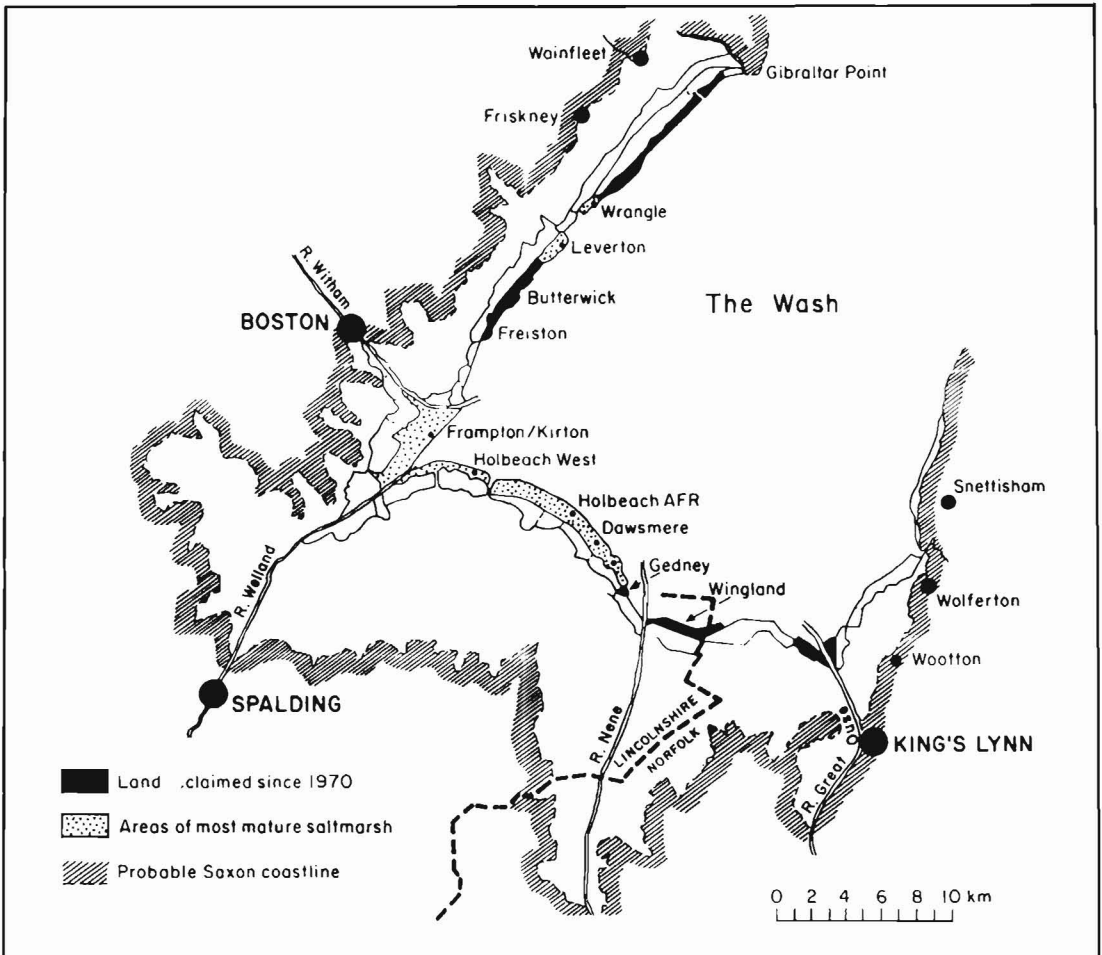 Wainfleet
Gibraltar Point
Friskney
Wrangle
Leverton
R. Witham
Butterwick
The Wash
BOSTON
Freiston
Frampton/Kirton
Holbeach West
Snettisham
Holbeach AFR
Dawsmere
Gedney
R. Welland
Wingland
Wolferton
Wootton
SPALDING
R. Nene
LINCOLNSHIRE
NORFOLK
Ouse
KING'S LYNN
R. Great
Land .claimed since 1970
Areas of most mature saltmarsh
Probable Saxon coastline
0 2 4 6 8 10 km